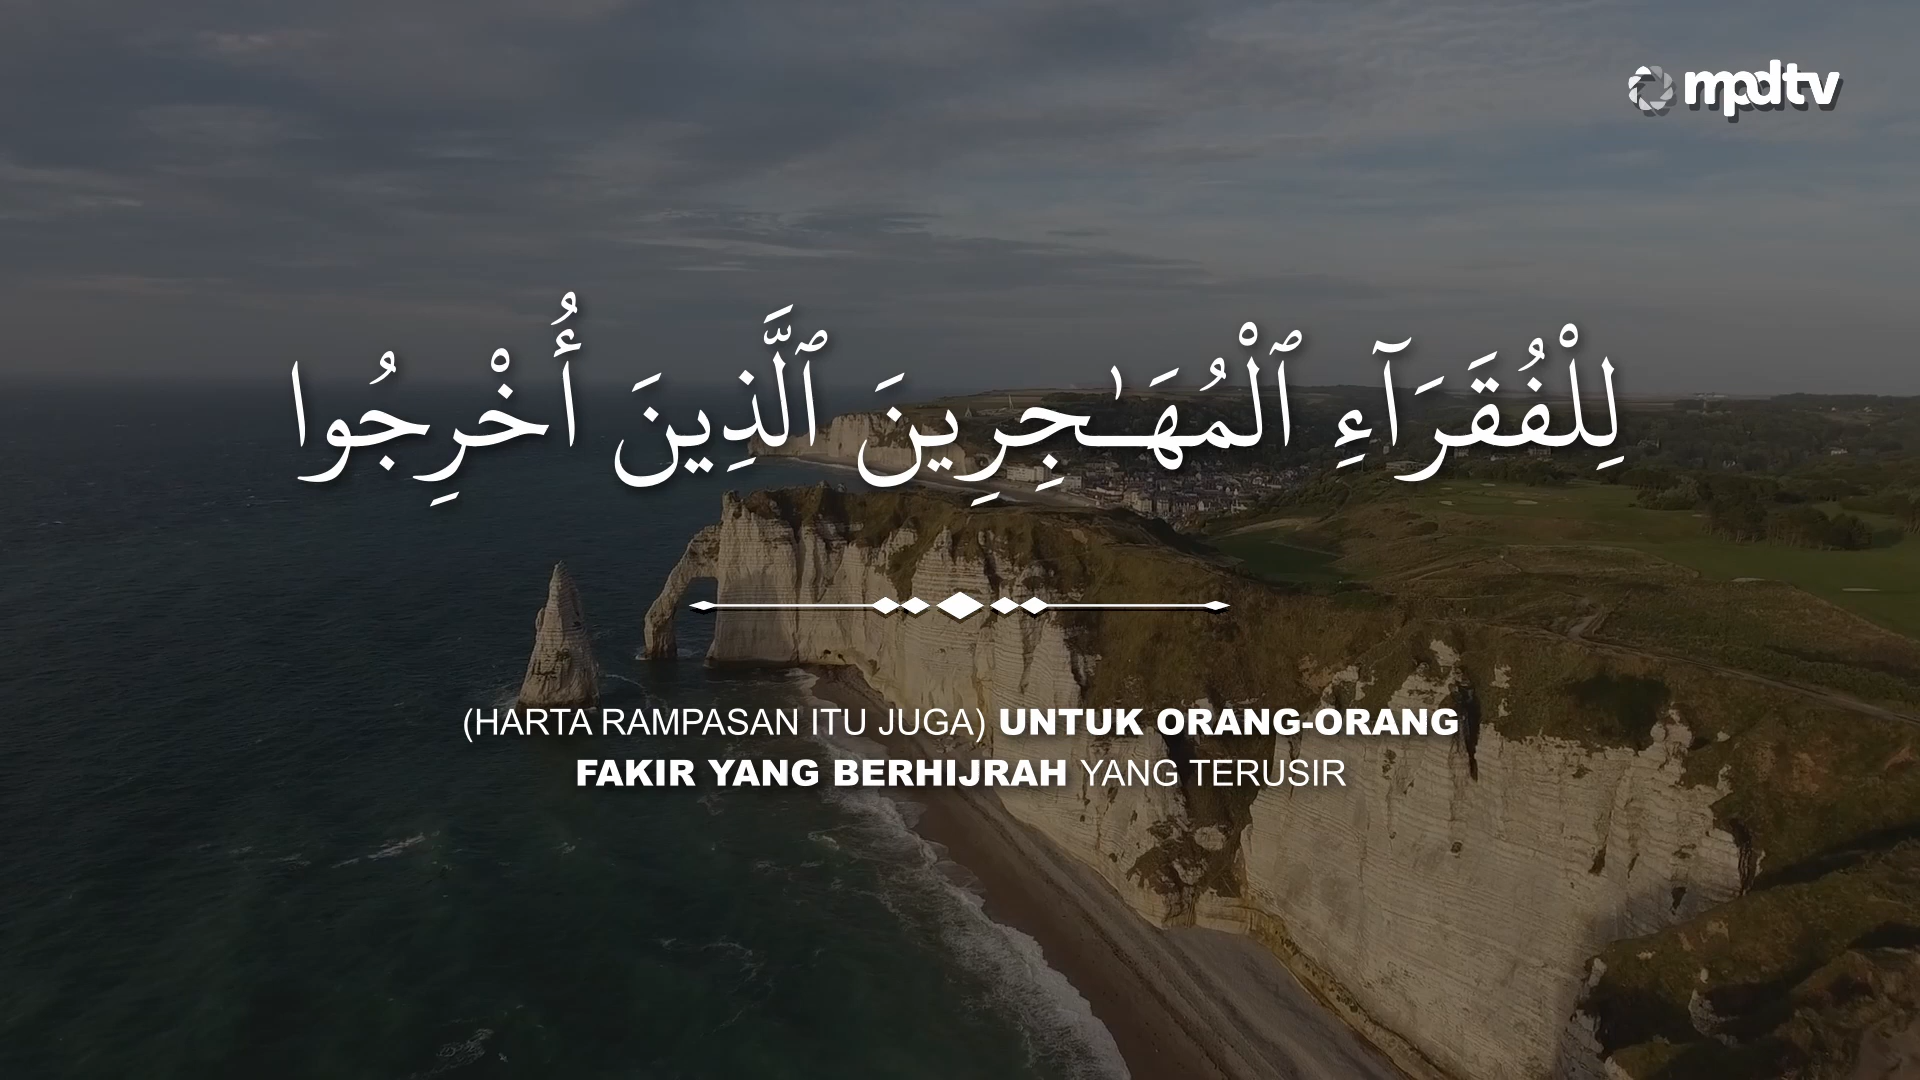 mpdtv
لِلْفُقَرَآءِ ٱلْمُهَـٰجِرِينَ ٱلَّذِينَ أُخْرِجُوا
(HARTA RAMPASAN ITU JUGA) UNTUK ORANG-ORANG
FAKIR YANG BERHIJRAH YANG TERUSIR